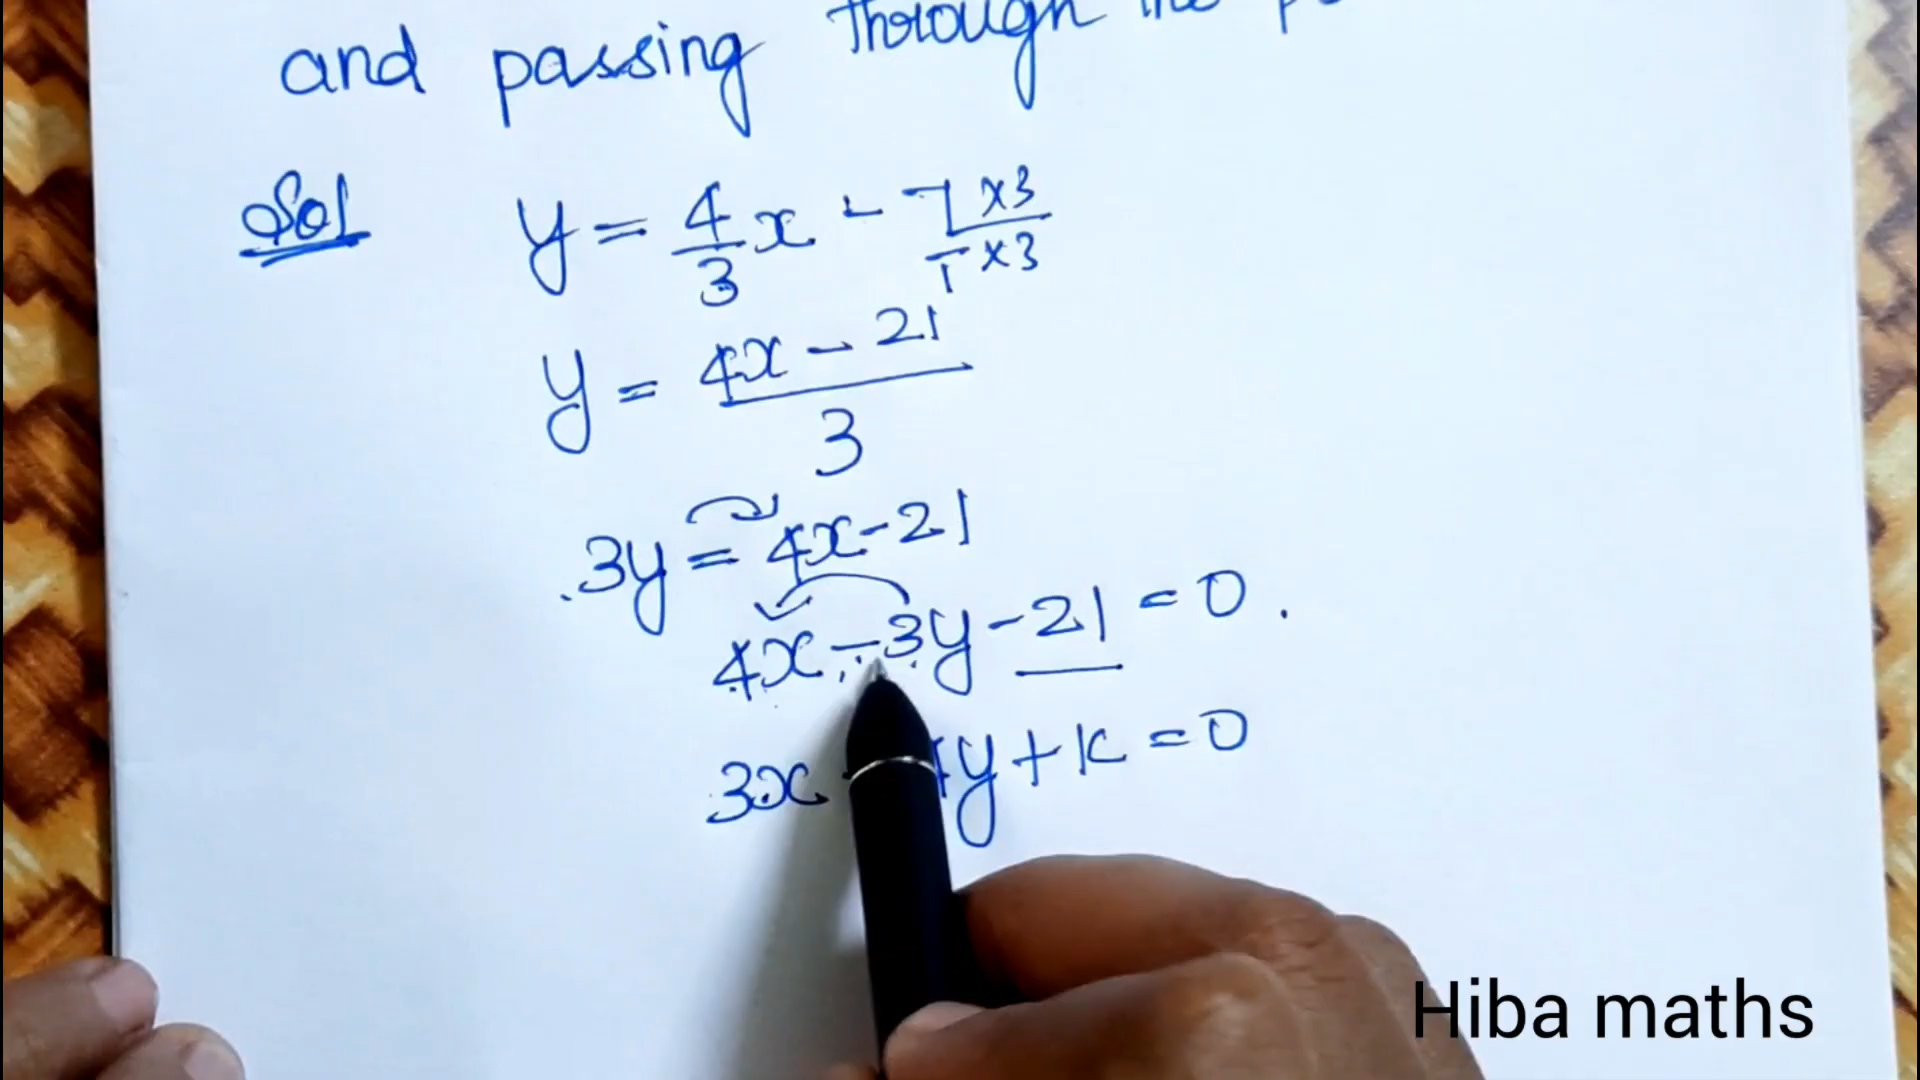 and passing through the
Sol y = 4/3 x - 7×3/1×3
y = 4x - 21/3
3y = 4x - 21
4x - 3y - 21 = 0.
3x 4y + k = 0
Hiba maths